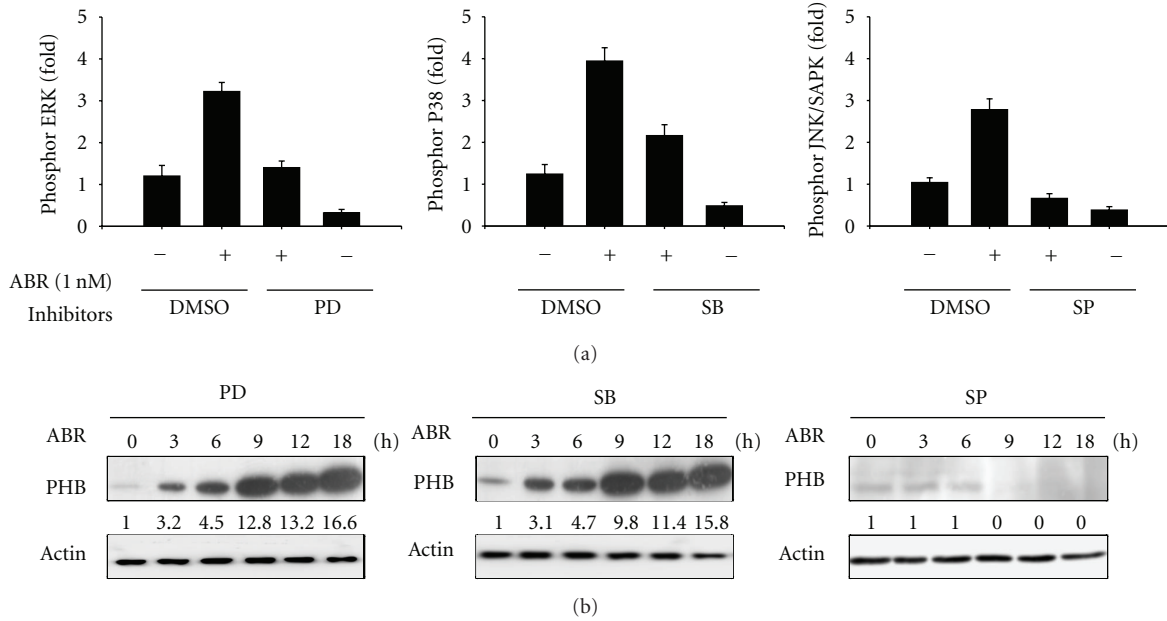 Phosphor ERK (fold)
5
4
3
2
1
0
− + + −
ABR (1 nM)
Inhibitors
DMSO PD
Phosphor P38 (fold)
5
4
3
2
1
0
− + + −
DMSO SB
Phosphor JNK/SAPK (fold)
5
4
3
2
1
0
− + + −
DMSO SP
(a)
PD
ABR 0 3 6 9 12 18 (h)
PHB
1 3.2 4.5 12.8 13.2 16.6
Actin
SB
ABR 0 3 6 9 12 18 (h)
PHB
1 3.1 4.7 9.8 11.4 15.8
Actin
SP
ABR 0 3 6 9 12 18 (h)
PHB
1 1 1 0 0 0
Actin
(b)